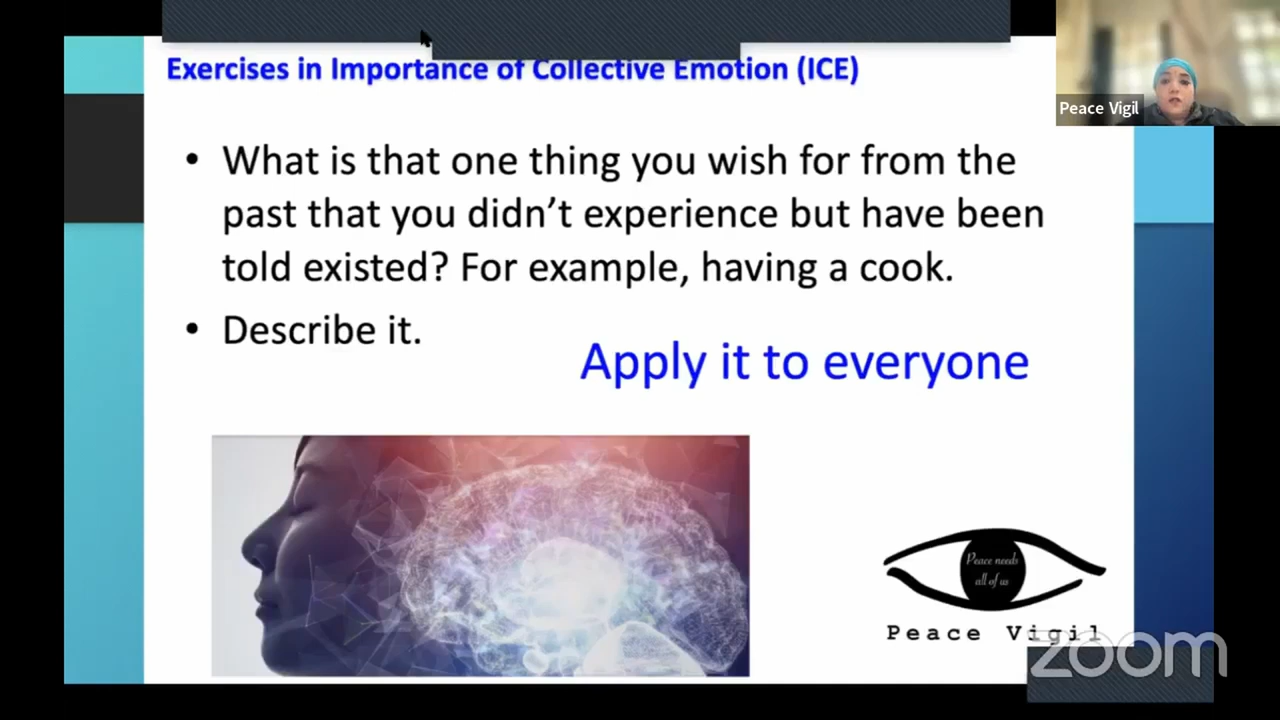 Exercises in Importance of Collective Emotion (ICE)
Peace Vigil
• What is that one thing you wish for from the
past that you didn’t experience but have been
told existed? For example, having a cook.
• Describe it.
Apply it to everyone
Peace needs
all of us
Peace Vigil
zoom